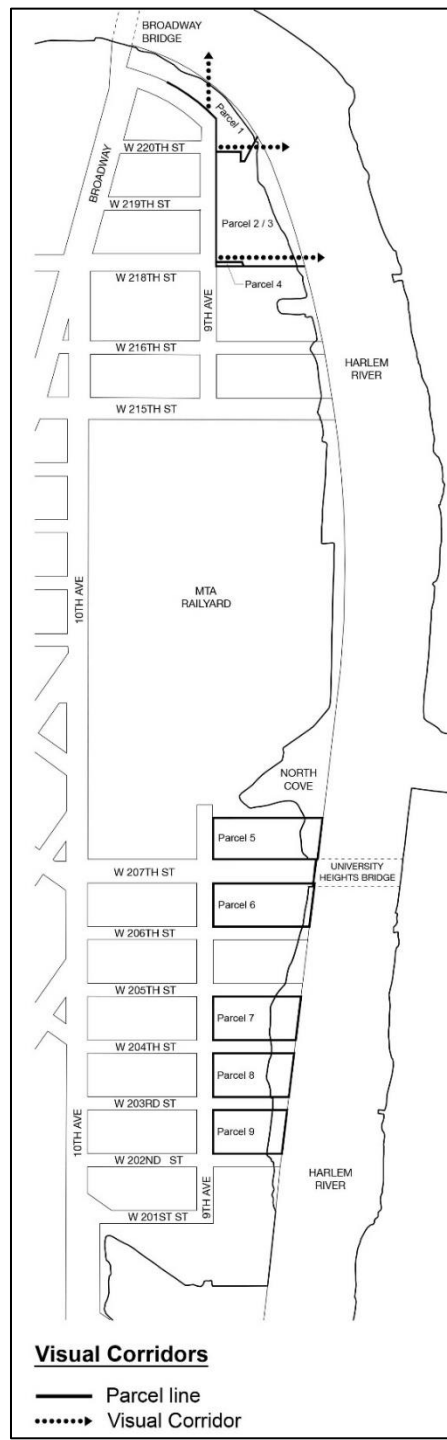 BROADWAY
BRIDGE
Parcel 1
W 220TH ST
BROADWAY
W 219TH ST
Parcel 2 / 3
W 218TH ST
Parcel 4
9TH AVE
W 216TH ST
HARLEM
RIVER
W 215TH ST
10TH AVE
MTA
RAILYARD
NORTH
COVE
Parcel 5
W 207TH ST
UNIVERSITY
HEIGHTS BRIDGE
Parcel 6
W 206TH ST
W 205TH ST
Parcel 7
W 204TH ST
Parcel 8
W 203RD ST
10TH AVE
Parcel 9
W 202ND ST
9TH AVE
HARLEM
RIVER
W 201ST ST
Visual Corridors
Parcel line
Visual Corridor